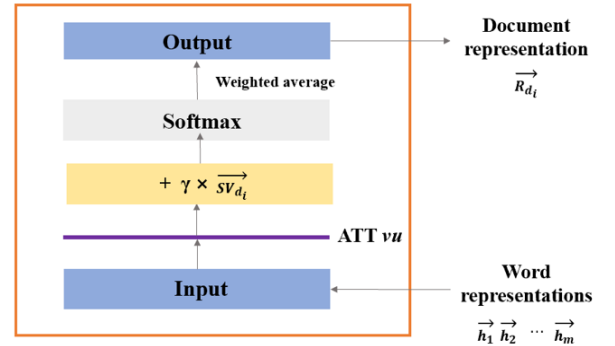 Output
Document
representation
R_{d_i}
Weighted average
Softmax
+ γ × SV_{d_i}
ATT vu
Input
Word
representations
h_1 h_2 ⋯ h_m